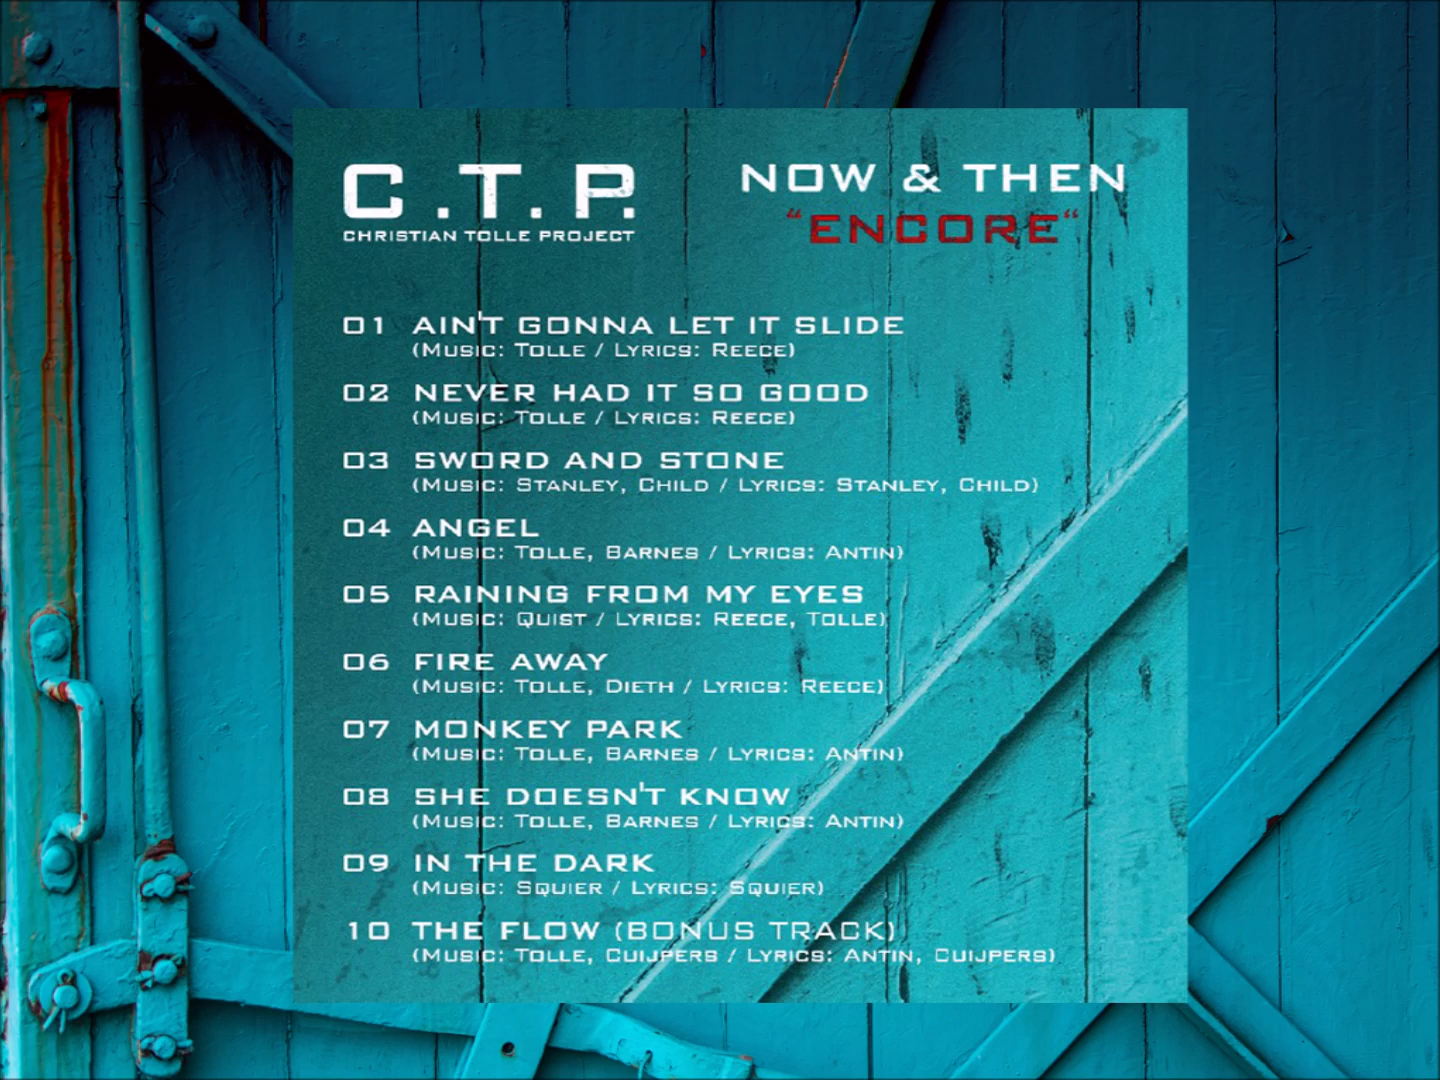 C.T.P.
CHRISTIAN TOLLE PROJECT
NOW & THEN
“ENCORE“
01 AIN'T GONNA LET IT SLIDE
(MUSIC: TOLLE / LYRICS: REECE)
02 NEVER HAD IT SO GOOD
(MUSIC: TOLLE / LYRICS: REECE)
03 SWORD AND STONE
(MUSIC: STANLEY, CHILD / LYRICS: STANLEY, CHILD)
04 ANGEL
(MUSIC: TOLLE, BARNES / LYRICS: ANTIN)
05 RAINING FROM MY EYES
(MUSIC: QUIST / LYRICS: REECE, TOLLE)
06 FIRE AWAY
(MUSIC: TOLLE, DIETH / LYRICS: REECE)
07 MONKEY PARK
(MUSIC: TOLLE, BARNES / LYRICS: ANTIN)
08 SHE DOESN'T KNOW
(MUSIC: TOLLE, BARNES / LYRICS: ANTIN)
09 IN THE DARK
(MUSIC: SQUIER / LYRICS: SQUIER)
10 THE FLOW (BONUS TRACK)
(MUSIC: TOLLE, CUIJPERS / LYRICS: ANTIN, CUIJPERS)